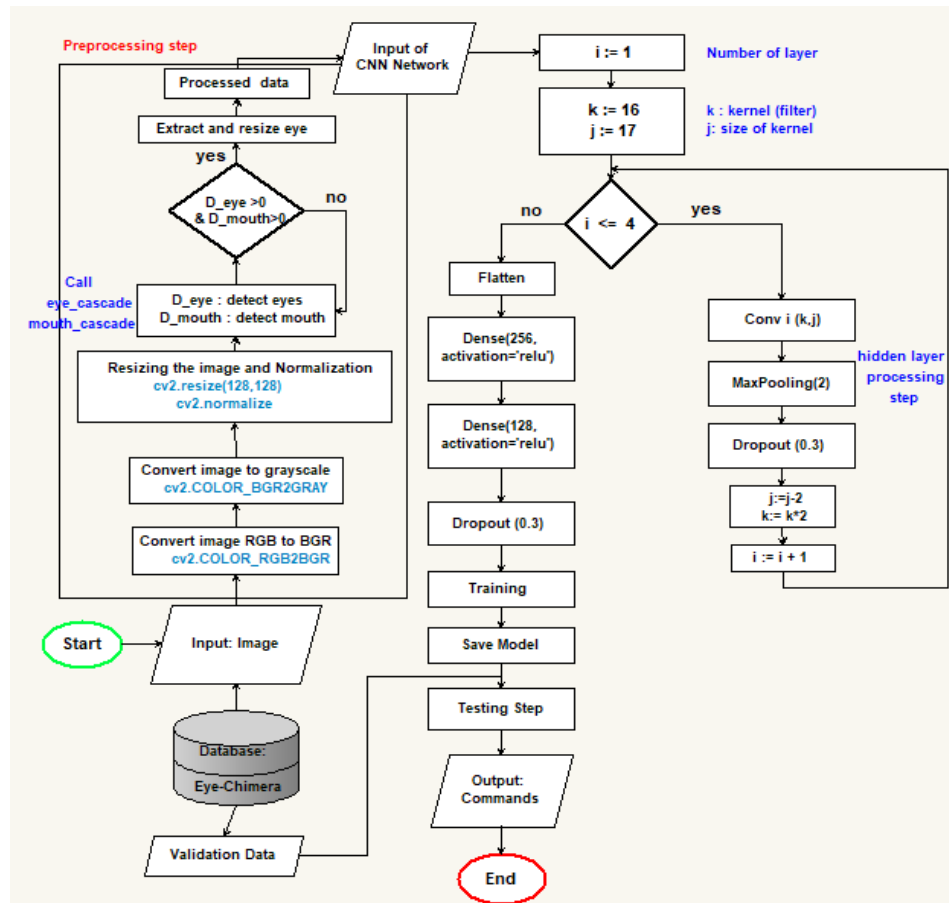 Preprocessing step
Input of
CNN Network
i := 1
Number of layer
Processed data
k := 16
j := 17
k : kernel (filter)
j: size of kernel
Extract and resize eye
yes
D_eye >0
& D_mouth>0
no
no
i <= 4
yes
Call
eye_cascade
mouth_cascade
D_eye : detect eyes
D_mouth : detect mouth
Flatten
Conv i (k,j)
Dense(256,
activation='relu')
Resizing the image and Normalization
cv2.resize(128,128)
cv2.normalize
MaxPooling(2)
hidden layer
processing
step
Dense(128,
activation='relu')
Dropout (0.3)
Convert image to grayscale
cv2.COLOR_BGR2GRAY
j:=j-2
k:= k*2
Dropout (0.3)
Convert image RGB to BGR
cv2.COLOR_RGB2BGR
i := i + 1
Training
Start
Input: Image
Save Model
Testing Step
Database:
Eye-Chimera
Output:
Commands
Validation Data
End